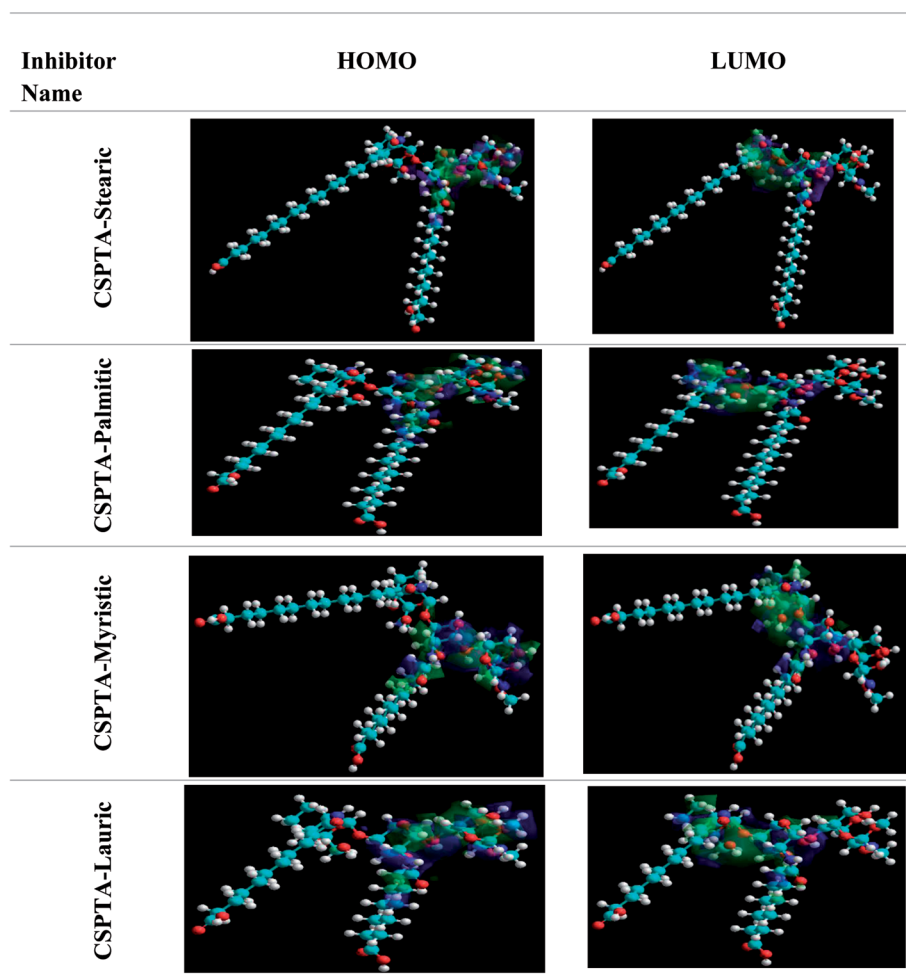 Inhibitor
Name
HOMO
LUMO
CSPTA-Stearic
CSPTA-Palmitic
CSPTA-Myristic
CSPTA-Lauric